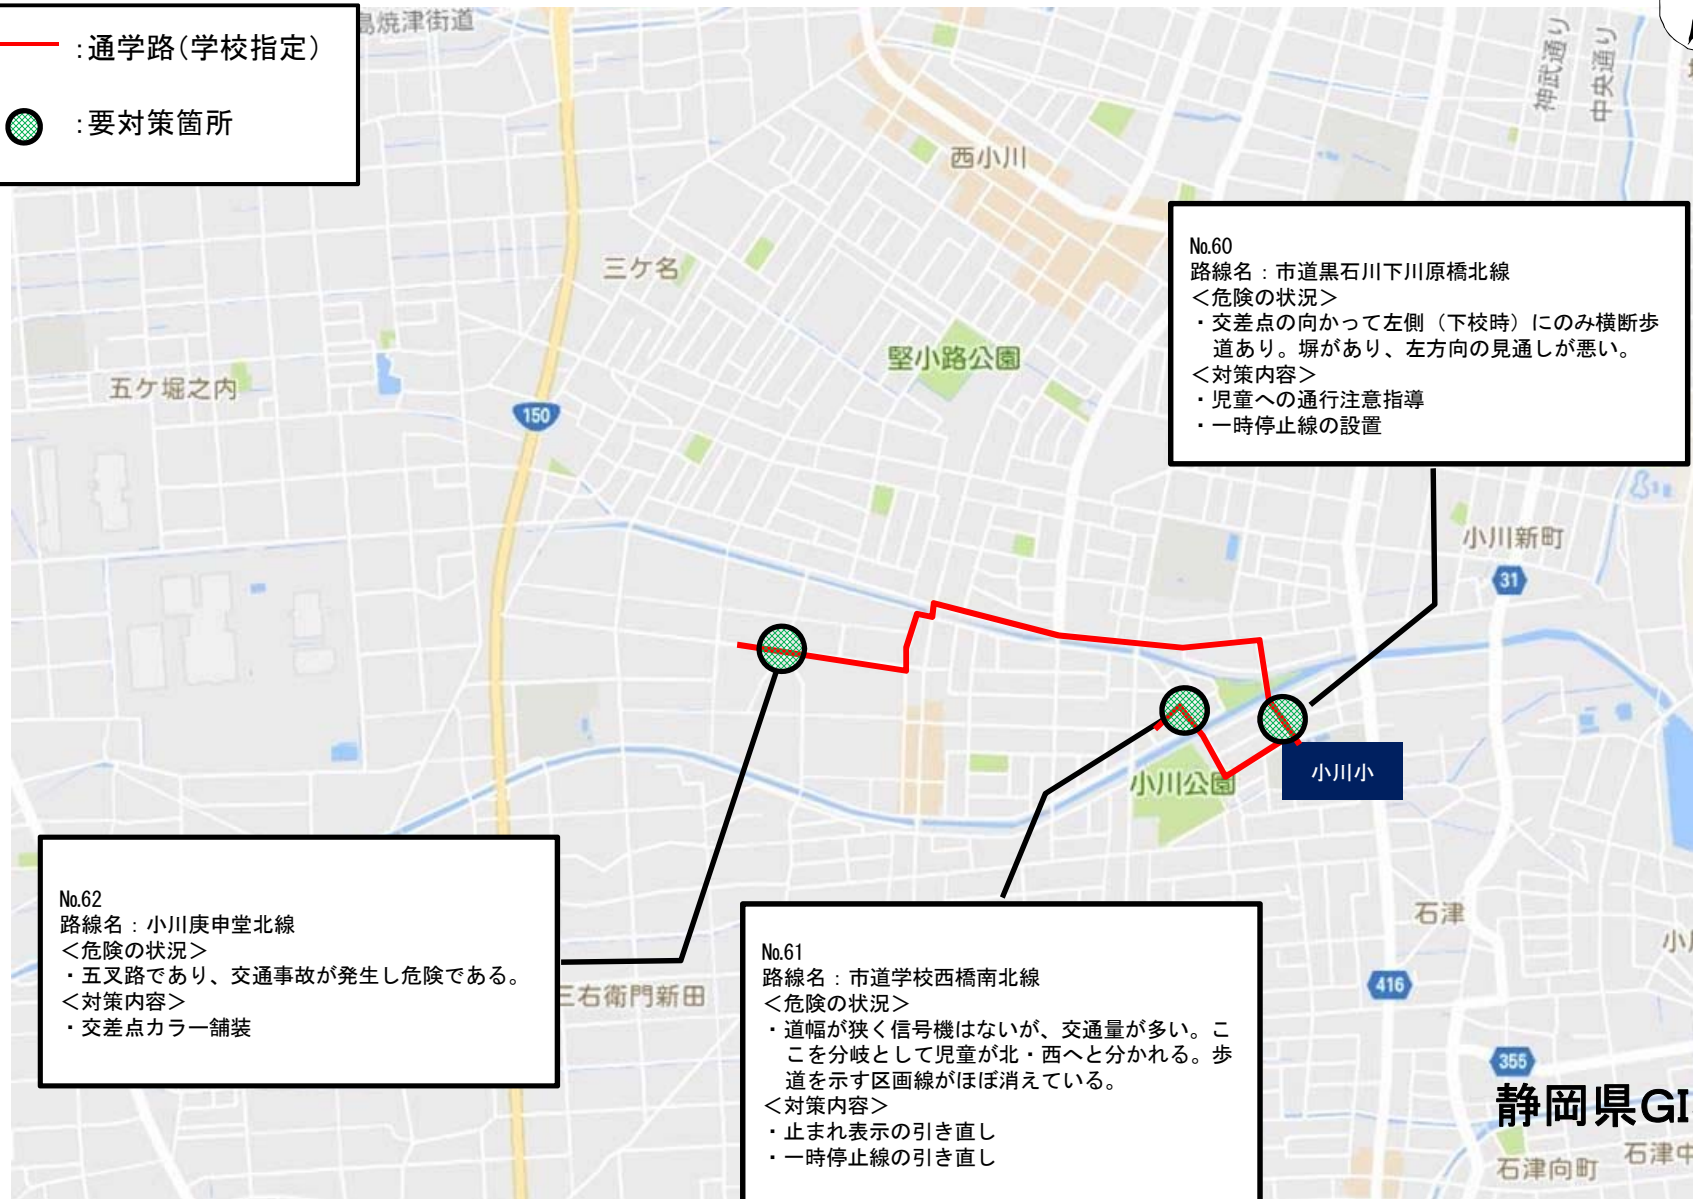 島焼津街道
:通学路(学校指定)
:要対策箇所
神武通り
中央通り
西小川
三ケ名
堅小路公園
五ケ堀之内
150
No.60
路線名：市道黒石川下川原橋北線
＜危険の状況＞
・交差点の向かって左側（下校時）にのみ横断歩
道あり。塀があり、左方向の見通しが悪い。
＜対策内容＞
・児童への通行注意指導
・一時停止線の設置
小川新町
31
小川公園
小川小
No.62
路線名：小川庚申堂北線
＜危険の状況＞
・五叉路であり、交通事故が発生し危険である。
＜対策内容＞
・交差点カラー舗装
三右衛門新田
No.61
路線名：市道学校西橋南北線
＜危険の状況＞
・道幅が狭く信号機はないが、交通量が多い。こ
こを分岐として児童が北・西へと分かれる。歩
道を示す区画線がほぼ消えている。
＜対策内容＞
・止まれ表示の引き直し
・一時停止線の引き直し
石津
小川
416
355
静岡県GI
石津向町
石津中